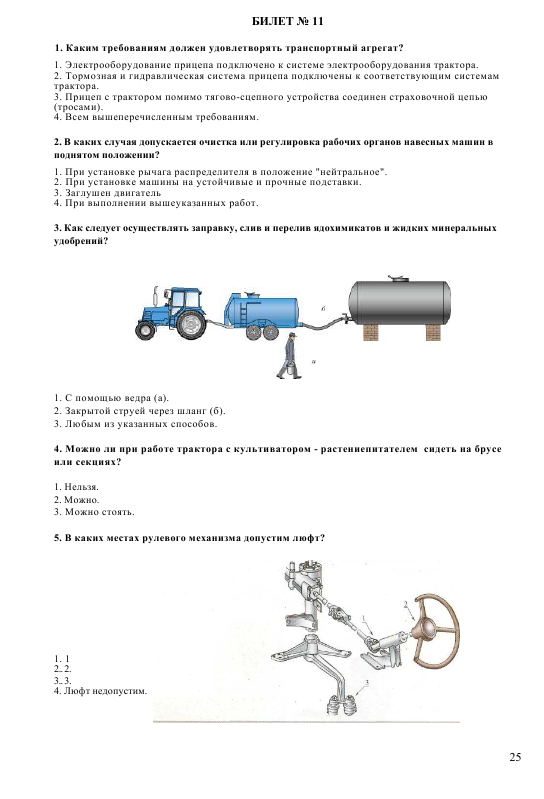 БИЛЕТ № 11
1. Каким требованиям должен удовлетворять транспортный агрегат?
1. Электрооборудование прицепа подключено к системе электрооборудования трактора.
2. Тормозная и гидравлическая система прицепа подключены к соответствующим системам
трактора.
3. Прицеп с трактором помимо тягово-сцепного устройства соединен страховочной цепью
(тросами).
4. Всем вышеперечисленным требованиям.
2. В каких случая допускается очистка или регулировка рабочих органов навесных машин в
поднятом положении?
1. При установке рычага распределителя в положение "нейтральное".
2. При установке машины на устойчивые и прочные подставки.
3. Заглушен двигатель
4. При выполнении вышеуказанных работ.
3. Как следует осуществлять заправку, слив и перелив ядохимикатов и жидких минеральных
удобрений?
б
а
1. С помощью ведра (а).
2. Закрытой струей через шланг (б).
3. Любым из указанных способов.
4. Можно ли при работе трактора с культиватором - растениепитателем сидеть на брусе
или секциях?
1. Нельзя.
2. Можно.
3. Можно стоять.
5. В каких местах рулевого механизма допустим люфт?
1
2
3
1. 1
2. 2.
3. 3.
4. Люфт недопустим.
25